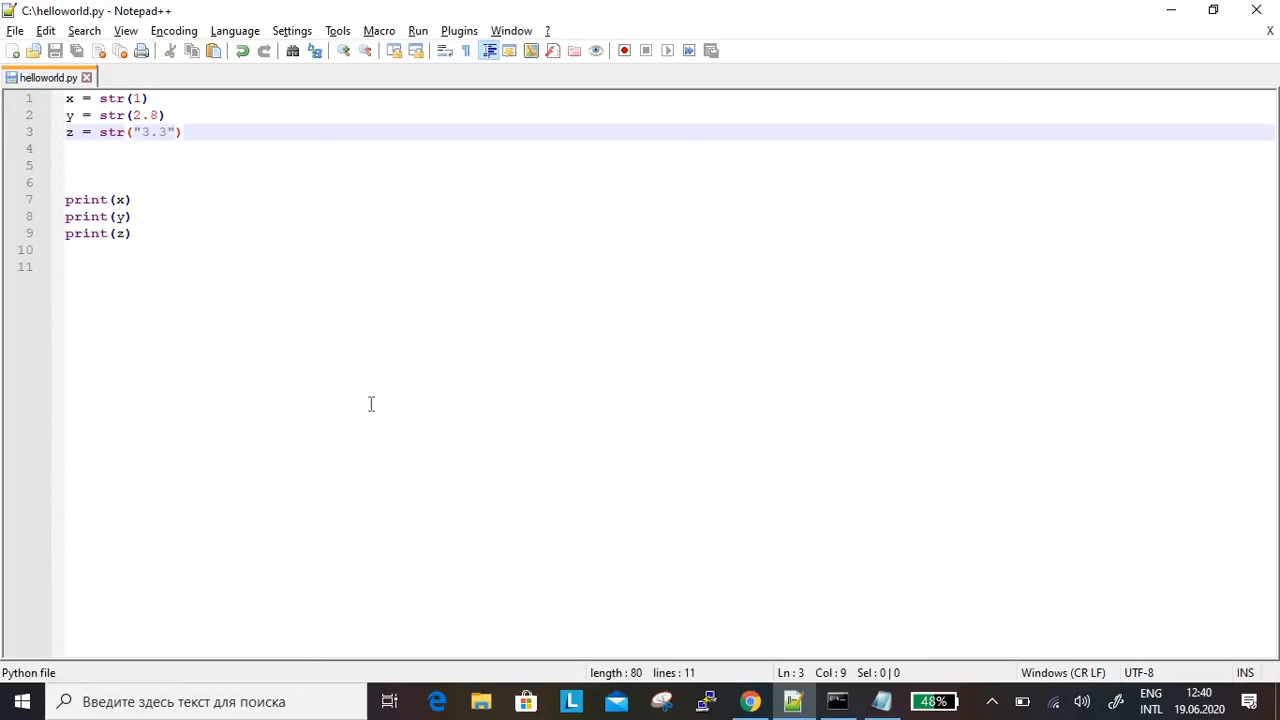 C:\helloworld.py - Notepad++
File Edit Search View Encoding Language Settings Tools Macro Run Plugins Window ? X
helloworld.py
1 x = str(1)
2 y = str(2.8)
3 z = str("3.3")
4
5
6
7 print(x)
8 print(y)
9 print(z)
10
11
Python file length : 80 lines : 11 Ln : 3 Col : 9 Sel : 0 | 0 Windows (CR LF) UTF-8 INS
Введите здесь текст для поиска L 48% ENG 12:40
INTL 19.06.2020